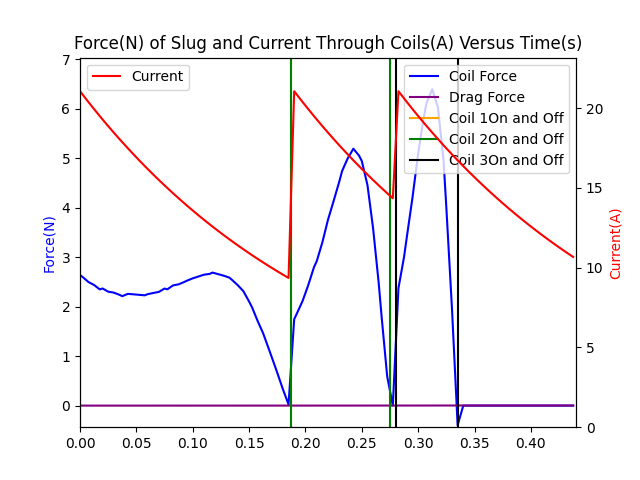 Force(N) of Slug and Current Through Coils(A) Versus Time(s)
Current
Coil Force
Drag Force
Coil 1On and Off
Coil 2On and Off
Coil 3On and Off
Force(N)
Current(A)
7
6
5
4
3
2
1
0
20
15
10
5
0
0.00 0.05 0.10 0.15 0.20 0.25 0.30 0.35 0.40